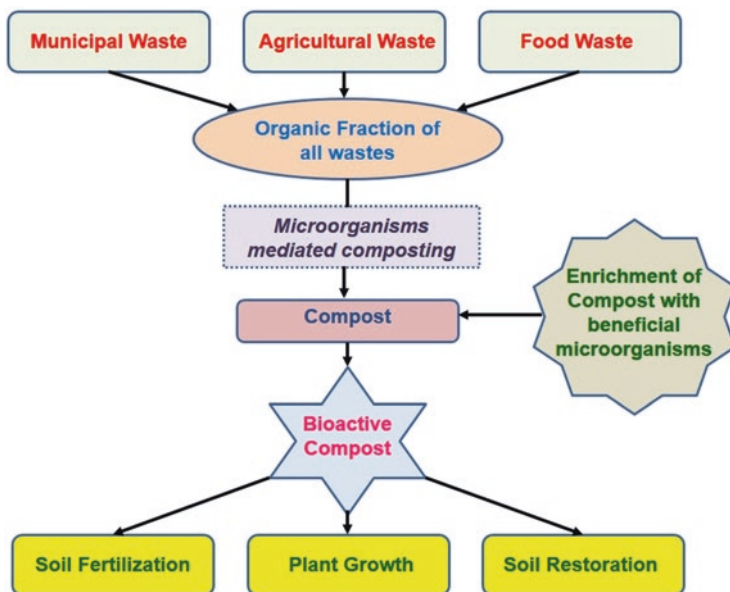 Municipal Waste
Agricultural Waste
Food Waste
Organic Fraction of
all wastes
Microorganisms
mediated composting
Enrichment of
Compost with
beneficial
microorganisms
Compost
Bioactive
Compost
Soil Fertilization
Plant Growth
Soil Restoration